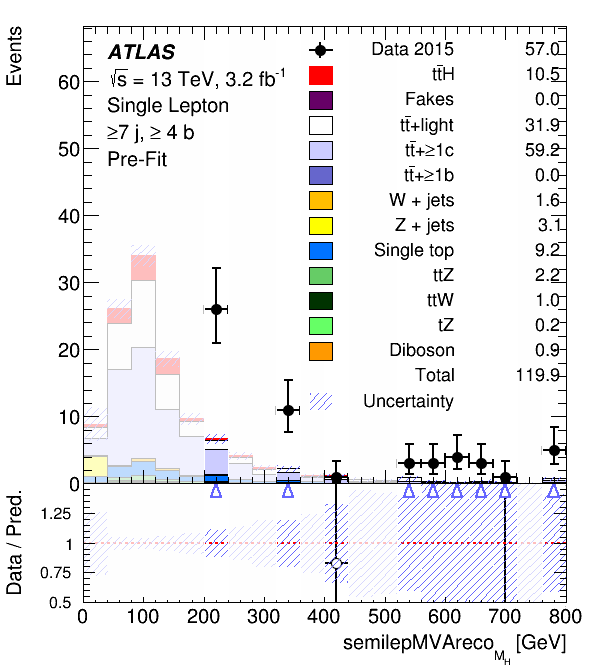 Events
ATLAS
√s = 13 TeV, 3.2 fb⁻¹
Single Lepton
≥7 j, ≥ 4 b
Pre-Fit
Data 2015 57.0
tt̄H 10.5
Fakes 0.0
tt̄+light 31.9
tt̄+≥1c 59.2
tt̄+≥1b 0.0
W + jets 1.6
Z + jets 3.1
Single top 9.2
ttZ 2.2
ttW 1.0
tZ 0.2
Diboson 0.9
Total 119.9
Uncertainty
60
50
40
30
20
10
0
Data / Pred.
1.25
1
0.75
0.5
0 100 200 300 400 500 600 700 800
semilepMVAreco_M_H [GeV]